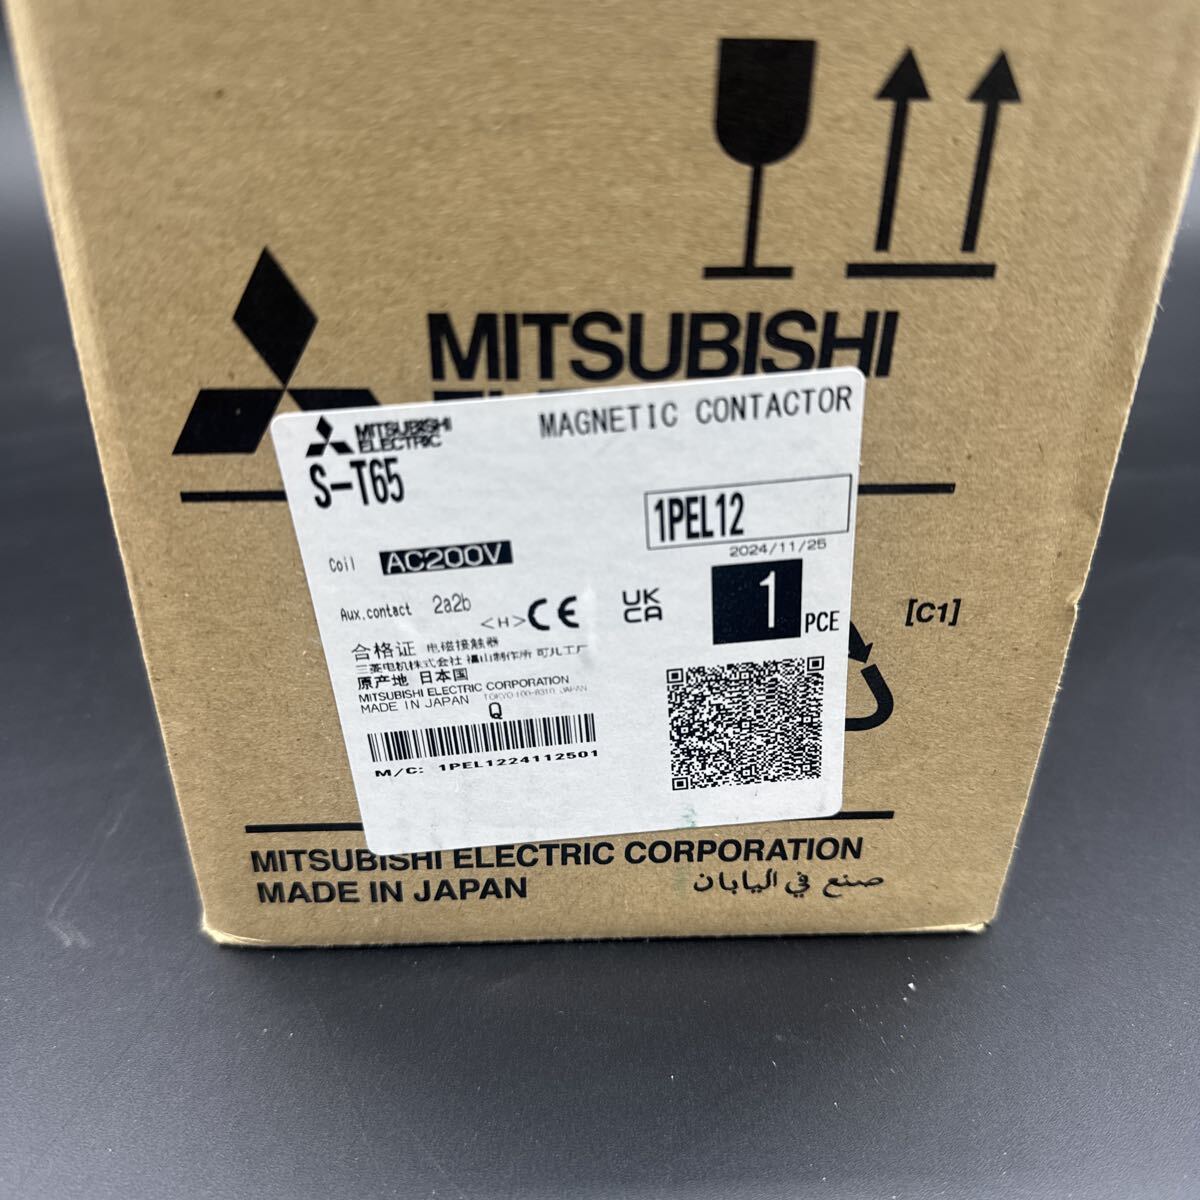 MITSUBISHI
MITSUBISHI
ELECTRIC
MAGNETIC CONTACTOR
S-T65
1PEL12
2024/11/25
Coil AC200V
Aux.contact 2a2b
<H> CE
UK
CA
1 PCE
[C1]
合格证 电磁接触器
三菱电机株式会社 福山制作所 可儿工厂
原产地 日本国
MITSUBISHI ELECTRIC CORPORATION
MADE IN JAPAN TOKYO 100-8310, JAPAN
Q
M/C: 1PEL1224112501
MITSUBISHI ELECTRIC CORPORATION
MADE IN JAPAN
صنع في اليابان